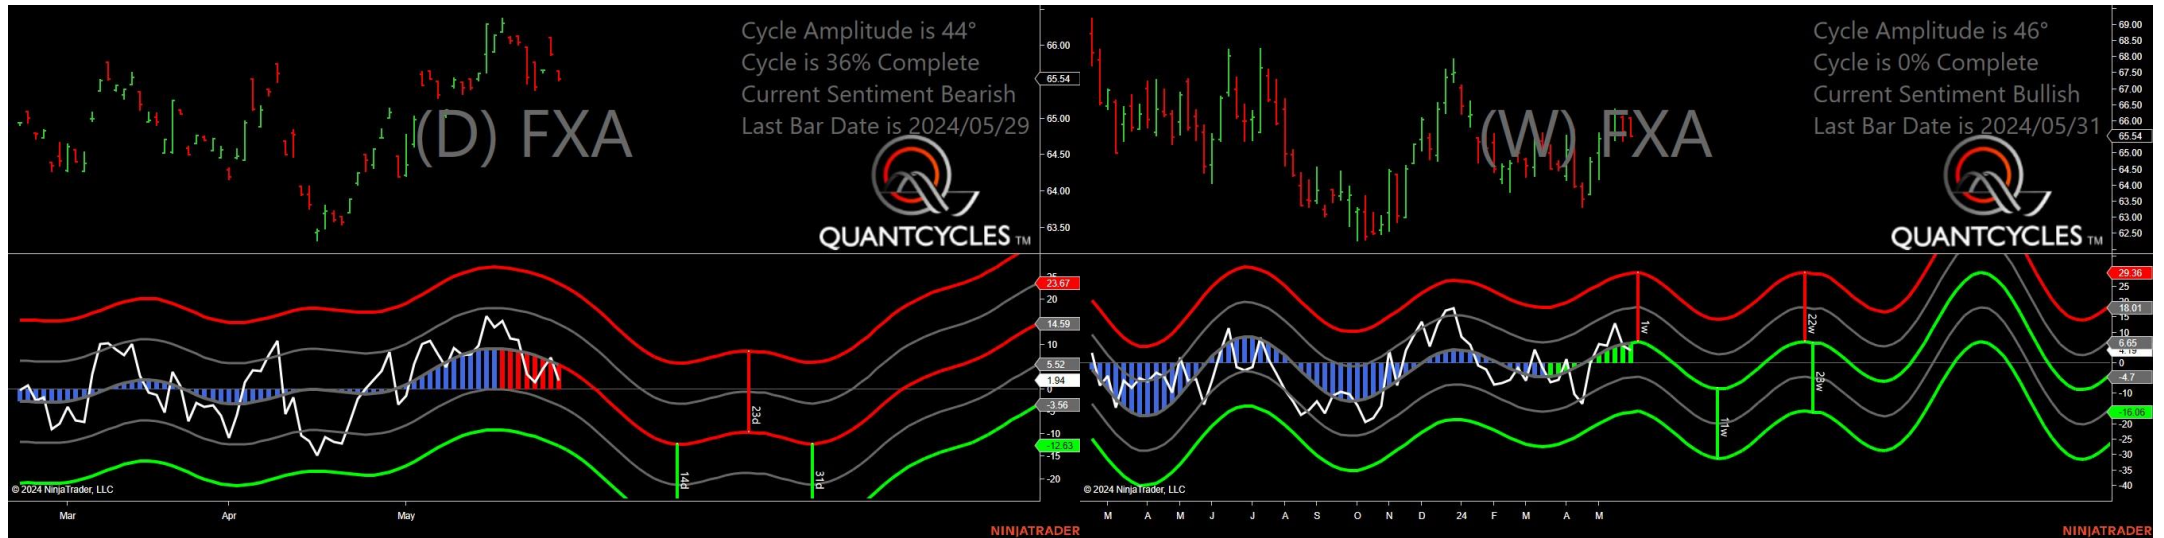 Cycle Amplitude is 44°
Cycle is 36% Complete
Current Sentiment Bearish
Last Bar Date is 2024/05/29
(D) FXA
QUANTCYCLES TM
66.00
65.54
65.00
64.50
64.00
63.50
25
23.67
20
14.59
10
5.52
1.94
0
-3.56
-5
-10
-12.63
-15
-20
23d
14d
31d
© 2024 NinjaTrader, LLC
Mar Apr May
NINJATRADER
Cycle Amplitude is 46°
Cycle is 0% Complete
Current Sentiment Bullish
Last Bar Date is 2024/05/31
(W) FXA
QUANTCYCLES TM
69.00
68.50
68.00
67.50
67.00
66.50
66.00
65.54
65.00
64.50
64.00
63.50
63.00
62.50
29.36
18.01
15
10
6.65
4.19
0
-4.7
-10
-16.06
-20
-25
-30
-35
-40
1w
22w
23w
11w
© 2024 NinjaTrader, LLC
M A M J J A S O N D 24 F M A M
NINJATRADER